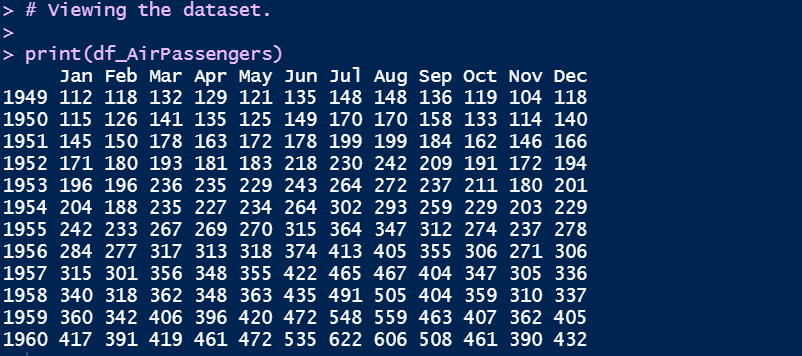 > # Viewing the dataset.
>
> print(df_AirPassengers)
     Jan Feb Mar Apr May Jun Jul Aug Sep Oct Nov Dec
1949 112 118 132 129 121 135 148 148 136 119 104 118
1950 115 126 141 135 125 149 170 170 158 133 114 140
1951 145 150 178 163 172 178 199 199 184 162 146 166
1952 171 180 193 181 183 218 230 242 209 191 172 194
1953 196 196 236 235 229 243 264 272 237 211 180 201
1954 204 188 235 227 234 264 302 293 259 229 203 229
1955 242 233 267 269 270 315 364 347 312 274 237 278
1956 284 277 317 313 318 374 413 405 355 306 271 306
1957 315 301 356 348 355 422 465 467 404 347 305 336
1958 340 318 362 348 363 435 491 505 404 359 310 337
1959 360 342 406 396 420 472 548 559 463 407 362 405
1960 417 391 419 461 472 535 622 606 508 461 390 432